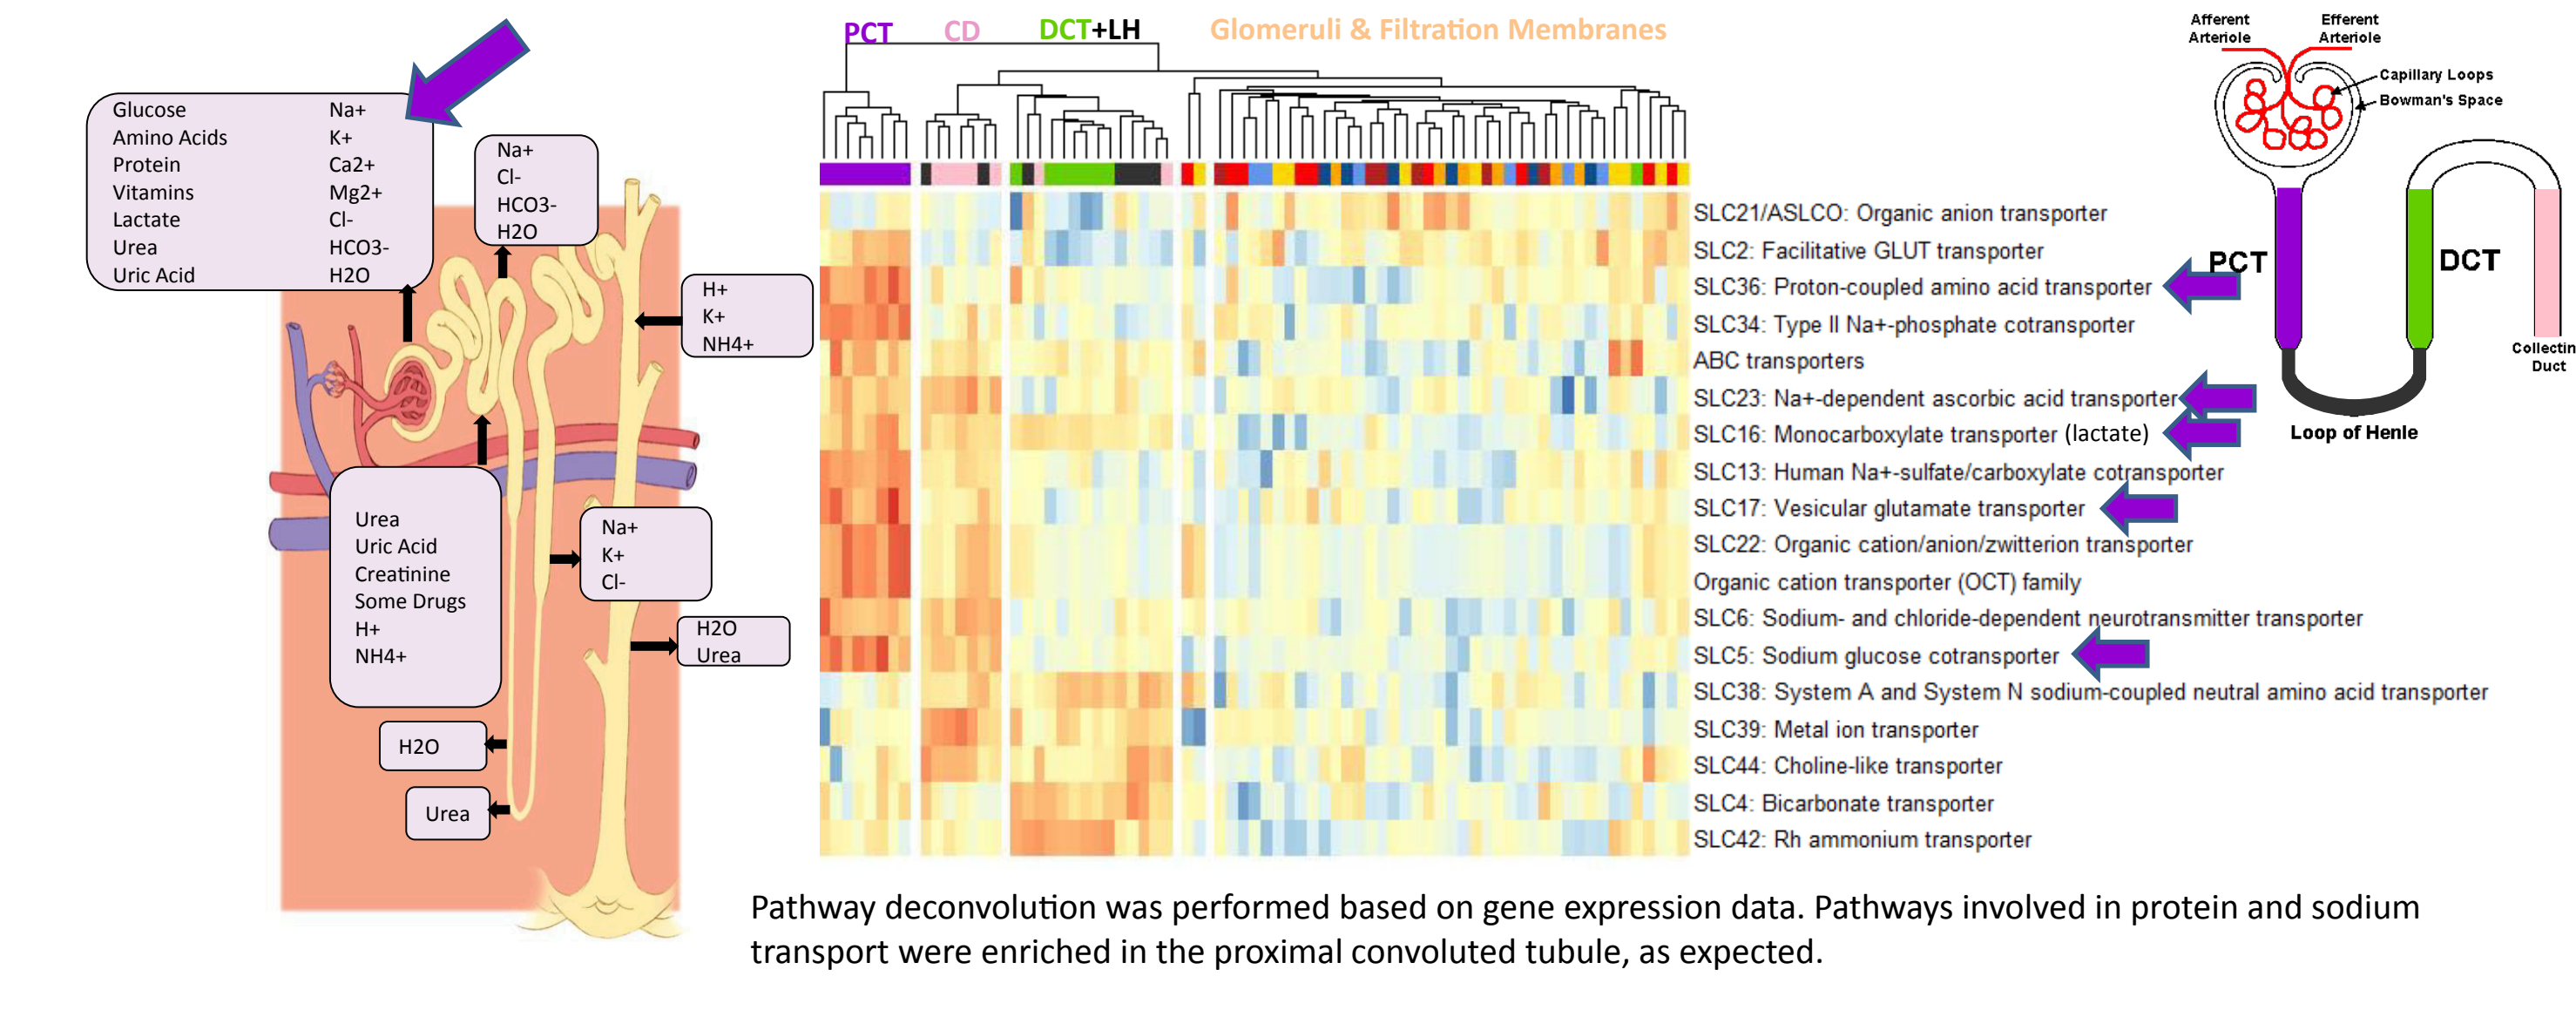 Glucose
Amino Acids
Protein
Vitamins
Lactate
Urea
Uric Acid
Na+
K+
Ca2+
Mg2+
Cl-
HCO3-
H2O
Na+
Cl-
HCO3-
H2O
H+
K+
NH4+
Urea
Uric Acid
Creatinine
Some Drugs
H+
NH4+
Na+
K+
Cl-
H2O
Urea
H2O
Urea
PCT
CD
DCT+LH
Glomeruli & Filtration Membranes
SLC21/ASLCO: Organic anion transporter
SLC2: Facilitative GLUT transporter
SLC36: Proton-coupled amino acid transporter
SLC34: Type II Na+-phosphate cotransporter
ABC transporters
SLC23: Na+-dependent ascorbic acid transporter
SLC16: Monocarboxylate transporter (lactate)
SLC13: Human Na+-sulfate/carboxylate cotransporter
SLC17: Vesicular glutamate transporter
SLC22: Organic cation/anion/zwitterion transporter
Organic cation transporter (OCT) family
SLC6: Sodium- and chloride-dependent neurotransmitter transporter
SLC5: Sodium glucose cotransporter
SLC38: System A and System N sodium-coupled neutral amino acid transporter
SLC39: Metal ion transporter
SLC44: Choline-like transporter
SLC4: Bicarbonate transporter
SLC42: Rh ammonium transporter
Afferent
Arteriole
Efferent
Arteriole
Capillary Loops
Bowman's Space
PCT
DCT
Collectin
Duct
Loop of Henle
Pathway deconvolution was performed based on gene expression data. Pathways involved in protein and sodium
transport were enriched in the proximal convoluted tubule, as expected.